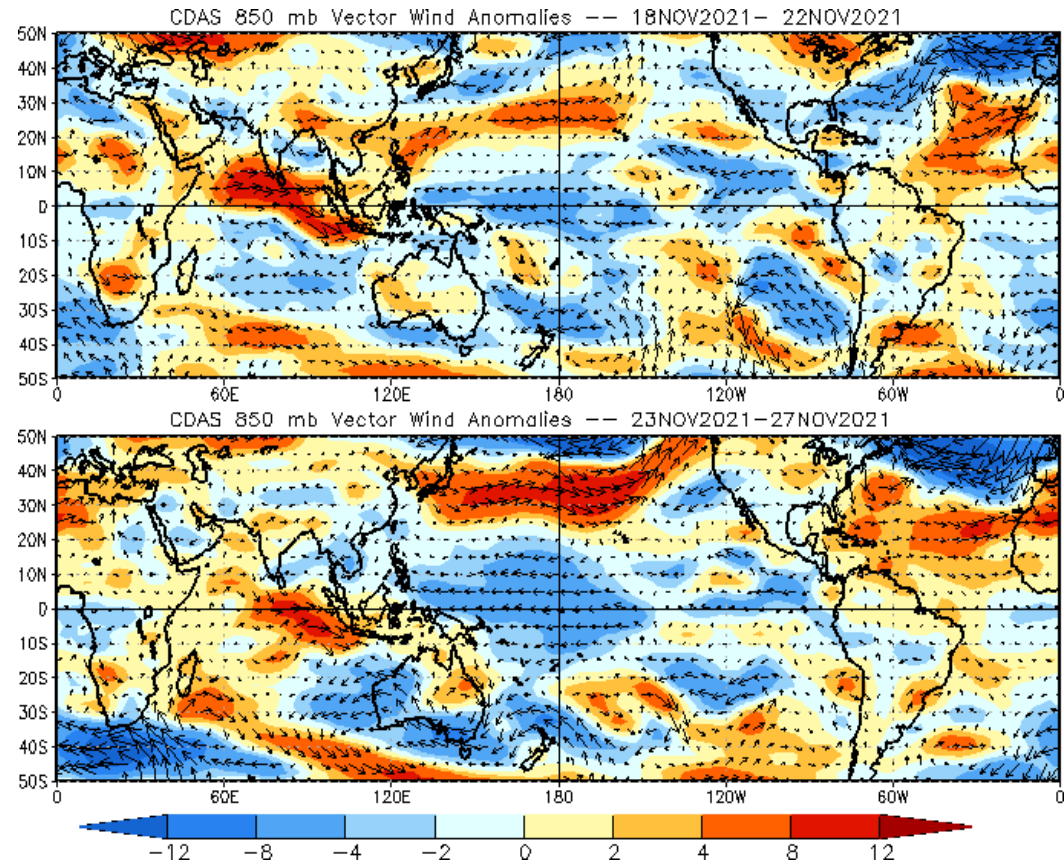 CDAS 850 mb Vector Wind Anomalies -- 18NOV2021- 22NOV2021
50N
40N
30N
20N
10N
0
10S
20S
30S
40S
50S
0 60E 120E 180 120W 60W 0
CDAS 850 mb Vector Wind Anomalies -- 23NOV2021-27NOV2021
50N
40N
30N
20N
10N
0
10S
20S
30S
40S
50S
0 60E 120E 180 120W 60W 0
-12 -8 -4 -2 0 2 4 8 12